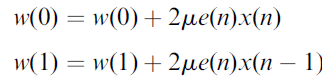 w(0) = w(0) + 2μe(n)x(n)
w(1) = w(1) + 2μe(n)x(n − 1)